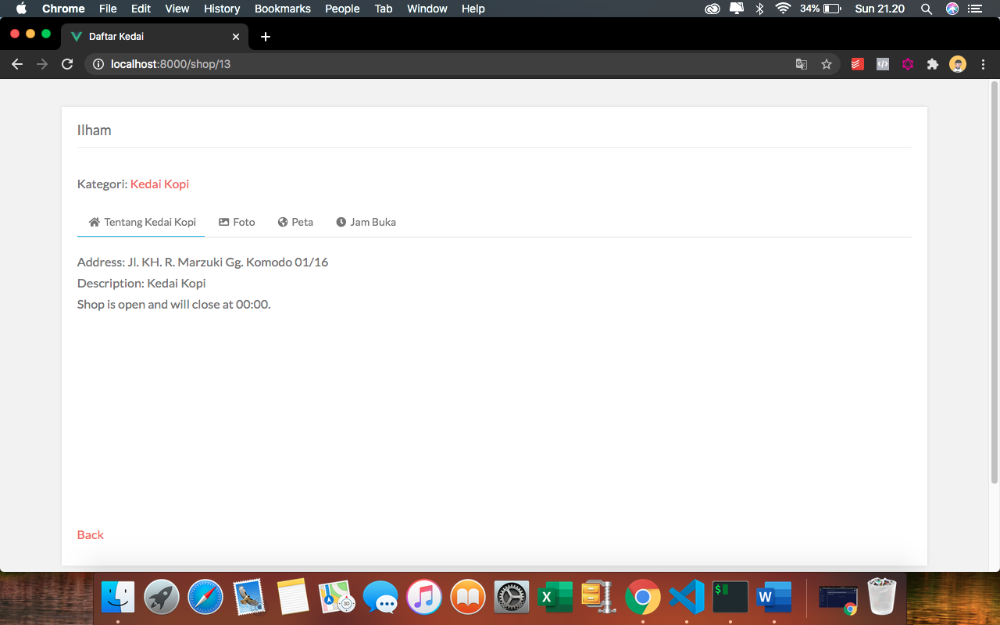 Chrome File Edit View History Bookmarks People Tab Window Help 34% Sun 21.20
Daftar Kedai
localhost:8000/shop/13
Ilham
Kategori: Kedai Kopi
Tentang Kedai Kopi Foto Peta Jam Buka
Address: Jl. KH. R. Marzuki Gg. Komodo 01/16
Description: Kedai Kopi
Shop is open and will close at 00:00.
Back
3D
X
$
W